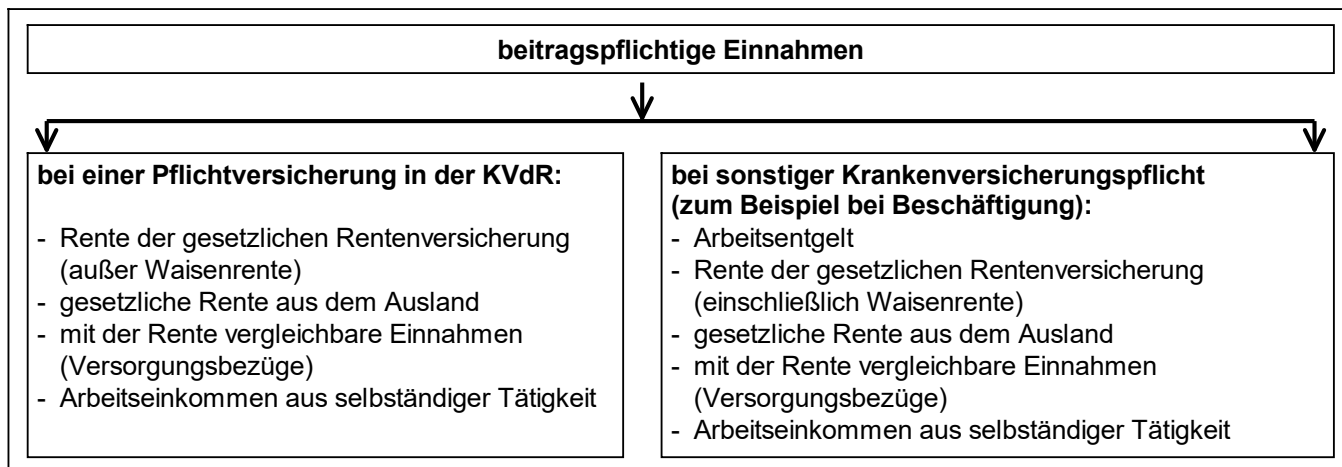 beitragspflichtige Einnahmen
bei einer Pflichtversicherung in der KVdR:
- Rente der gesetzlichen Rentenversicherung
(außer Waisenrente)
- gesetzliche Rente aus dem Ausland
- mit der Rente vergleichbare Einnahmen
(Versorgungsbezüge)
- Arbeitseinkommen aus selbständiger Tätigkeit
bei sonstiger Krankenversicherungspflicht
(zum Beispiel bei Beschäftigung):
- Arbeitsentgelt
- Rente der gesetzlichen Rentenversicherung
(einschließlich Waisenrente)
- gesetzliche Rente aus dem Ausland
- mit der Rente vergleichbare Einnahmen
(Versorgungsbezüge)
- Arbeitseinkommen aus selbständiger Tätigkeit